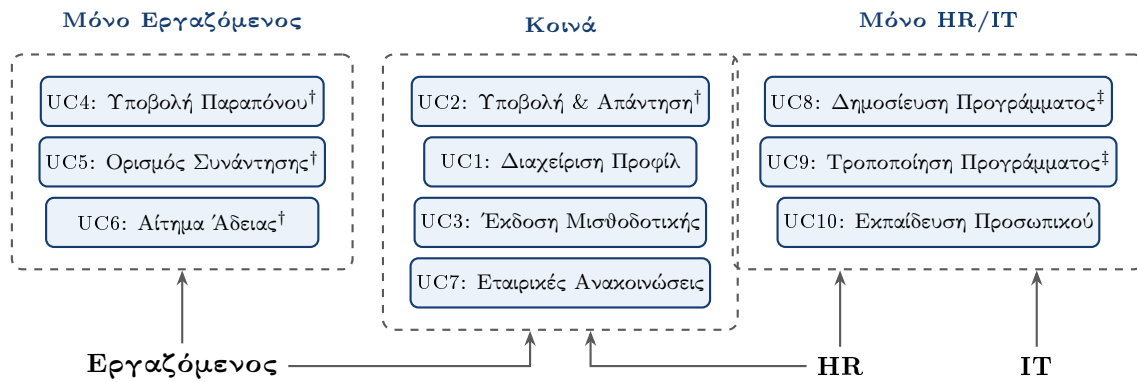 Μόνο Εργαζόμενος
UC4: Υποβολή Παραπόνου†
UC5: Ορισμός Συνάντησης†
UC6: Αίτημα Άδειας†
Κοινά
UC2: Υποβολή & Απάντηση†
UC1: Διαχείριση Προφίλ
UC3: Έκδοση Μισθοδοτικής
UC7: Εταιρικές Ανακοινώσεις
Μόνο HR/IT
UC8: Δημοσίευση Προγράμματος‡
UC9: Τροποποίηση Προγράμματος‡
UC10: Εκπαίδευση Προσωπικού
Εργαζόμενος
HR
IT